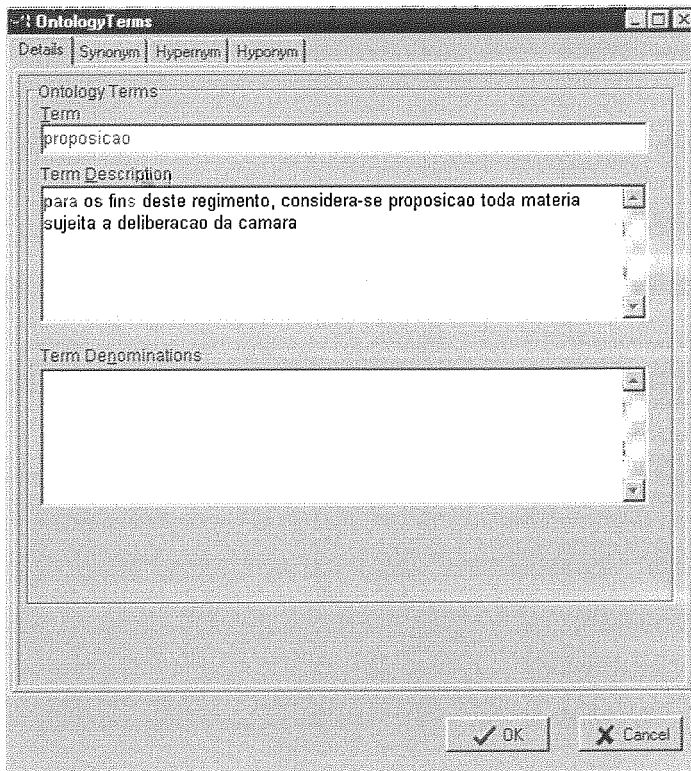 OntologyTerms
Details Synonym Hypernym Hyponym
Ontology Terms
Term
proposicao
Term Description
para os fins deste regimento, considera-se proposicao toda materia
sujeita a deliberacao da camara
Term Denominations
OK Cancel